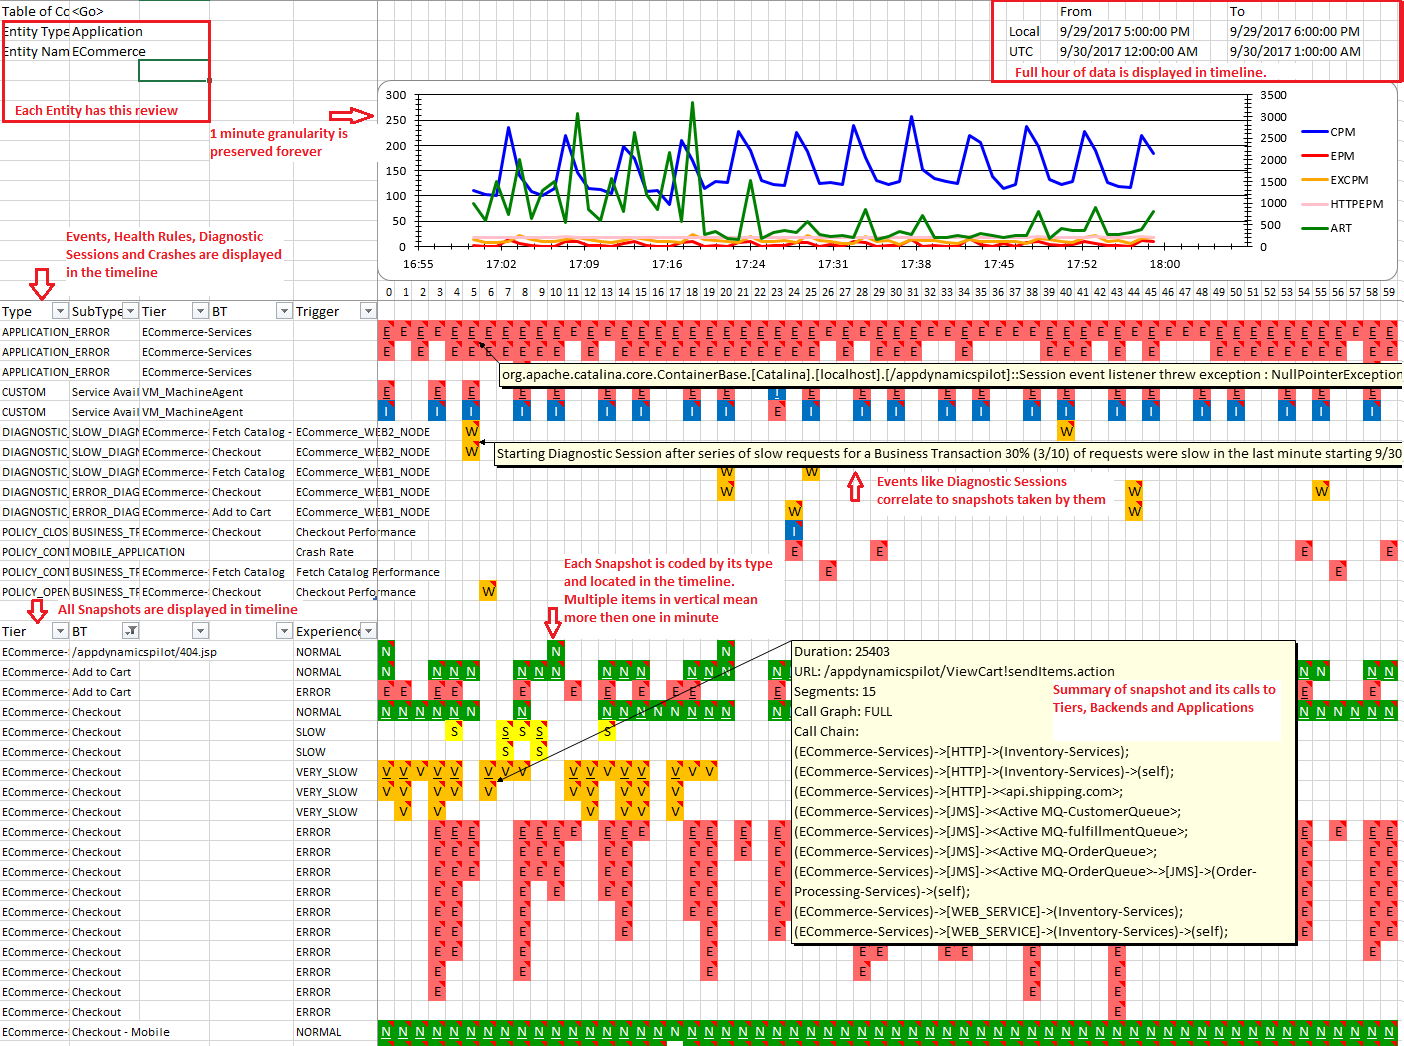 Table of Cc <Go>
Entity Type Application
Entity Nam ECommerce
Each Entity has this review
From To
Local 9/29/2017 5:00:00 PM 9/29/2017 6:00:00 PM
UTC 9/30/2017 12:00:00 AM 9/30/2017 1:00:00 AM
Full hour of data is displayed in timeline.
1 minute granularity is
preserved forever
300 3500
250 3000
200 2500
150 2000
100 1500
50 1000
0 500
0
16:55 17:02 17:09 17:16 17:24 17:31 17:38 17:45 17:52 18:00
CPM
EPM
EXCPM
HTTPEPM
ART
Events, Health Rules, Diagnostic
Sessions and Crashes are displayed
in the timeline
0 1 2 3 4 5 6 7 8 9 10 11 12 13 14 15 16 17 18 19 20 21 22 23 24 25 26 27 28 29 30 31 32 33 34 35 36 37 38 39 40 41 42 43 44 45 46 47 48 49 50 51 52 53 54 55 56 57 58 59
Type SubType Tier BT Trigger
APPLICATION_ERROR ECommerce-Services
APPLICATION_ERROR ECommerce-Services
APPLICATION_ERROR ECommerce-Services
org.apache.catalina.core.ContainerBase.[Catalina].[localhost].[/appdynamicspilot]::Session event listener threw exception : NullPointerException
CUSTOM Service Avail VM_MachineAgent
CUSTOM Service Avail VM_MachineAgent
DIAGNOSTIC_ SLOW_DIAGN ECommerce- Fetch Catalog - ECommerce_WEB2_NODE W W
DIAGNOSTIC_ SLOW_DIAGN ECommerce- Checkout ECommerce_WEB2_NODE W
Starting Diagnostic Session after series of slow requests for a Business Transaction 30% (3/10) of requests were slow in the last minute starting 9/30
DIAGNOSTIC_ SLOW_DIAGN ECommerce- Fetch Catalog ECommerce_WEB1_NODE W W
DIAGNOSTIC_ ERROR_DIAG ECommerce- Checkout ECommerce_WEB1_NODE W W W
DIAGNOSTIC_ ERROR_DIAG ECommerce- Add to Cart ECommerce_WEB1_NODE W W
Events like Diagnostic Sessions
correlate to snapshots taken by them
POLICY_CLOS BUSINESS_TF ECommerce- Checkout Checkout Performance I
POLICY_CONT MOBILE_APPLICATION Crash Rate E E E E
POLICY_CONT BUSINESS_TF ECommerce- Fetch Catalog Fetch Catalog Performance E E
POLICY_OPEN BUSINESS_TF ECommerce- Checkout Checkout Performance W
All Snapshots are displayed in timeline
Each Snapshot is coded by its type
and located in the timeline.
Multiple items in vertical mean
more then one in minute
Tier BT Experience
ECommerce- /appdynamicspilot/404.jsp NORMAL N N N
ECommerce- Add to Cart NORMAL
ECommerce- Add to Cart ERROR
ECommerce- Checkout NORMAL
ECommerce- Checkout SLOW S S S S S
ECommerce- Checkout SLOW S S
ECommerce- Checkout VERY_SLOW
ECommerce- Checkout VERY_SLOW
ECommerce- Checkout VERY_SLOW
ECommerce- Checkout ERROR
ECommerce- Checkout ERROR
ECommerce- Checkout ERROR
ECommerce- Checkout ERROR
ECommerce- Checkout ERROR
ECommerce- Checkout ERROR
ECommerce- Checkout ERROR
ECommerce- Checkout ERROR
ECommerce- Checkout ERROR
ECommerce- Checkout ERROR
ECommerce- Checkout - Mobile NORMAL
Duration: 25403
URL: /appdynamicspilot/ViewCart!sendItems.action
Segments: 15
Call Graph: FULL
Call Chain:
(ECommerce-Services)->[HTTP]->(Inventory-Services);
(ECommerce-Services)->[HTTP]->(Inventory-Services)->(self);
(ECommerce-Services)->[HTTP]-><api.shipping.com>;
(ECommerce-Services)->[JMS]-><Active MQ-CustomerQueue>;
(ECommerce-Services)->[JMS]-><Active MQ-fulfillmentQueue>;
(ECommerce-Services)->[JMS]-><Active MQ-OrderQueue>;
(ECommerce-Services)->[JMS]-><Active MQ-OrderQueue>->[JMS]->(Order-
Processing-Services)->(self);
(ECommerce-Services)->[WEB_SERVICE]->(Inventory-Services);
(ECommerce-Services)->[WEB_SERVICE]->(Inventory-Services)->(self);
Summary of snapshot and its calls to
Tiers, Backends and Applications